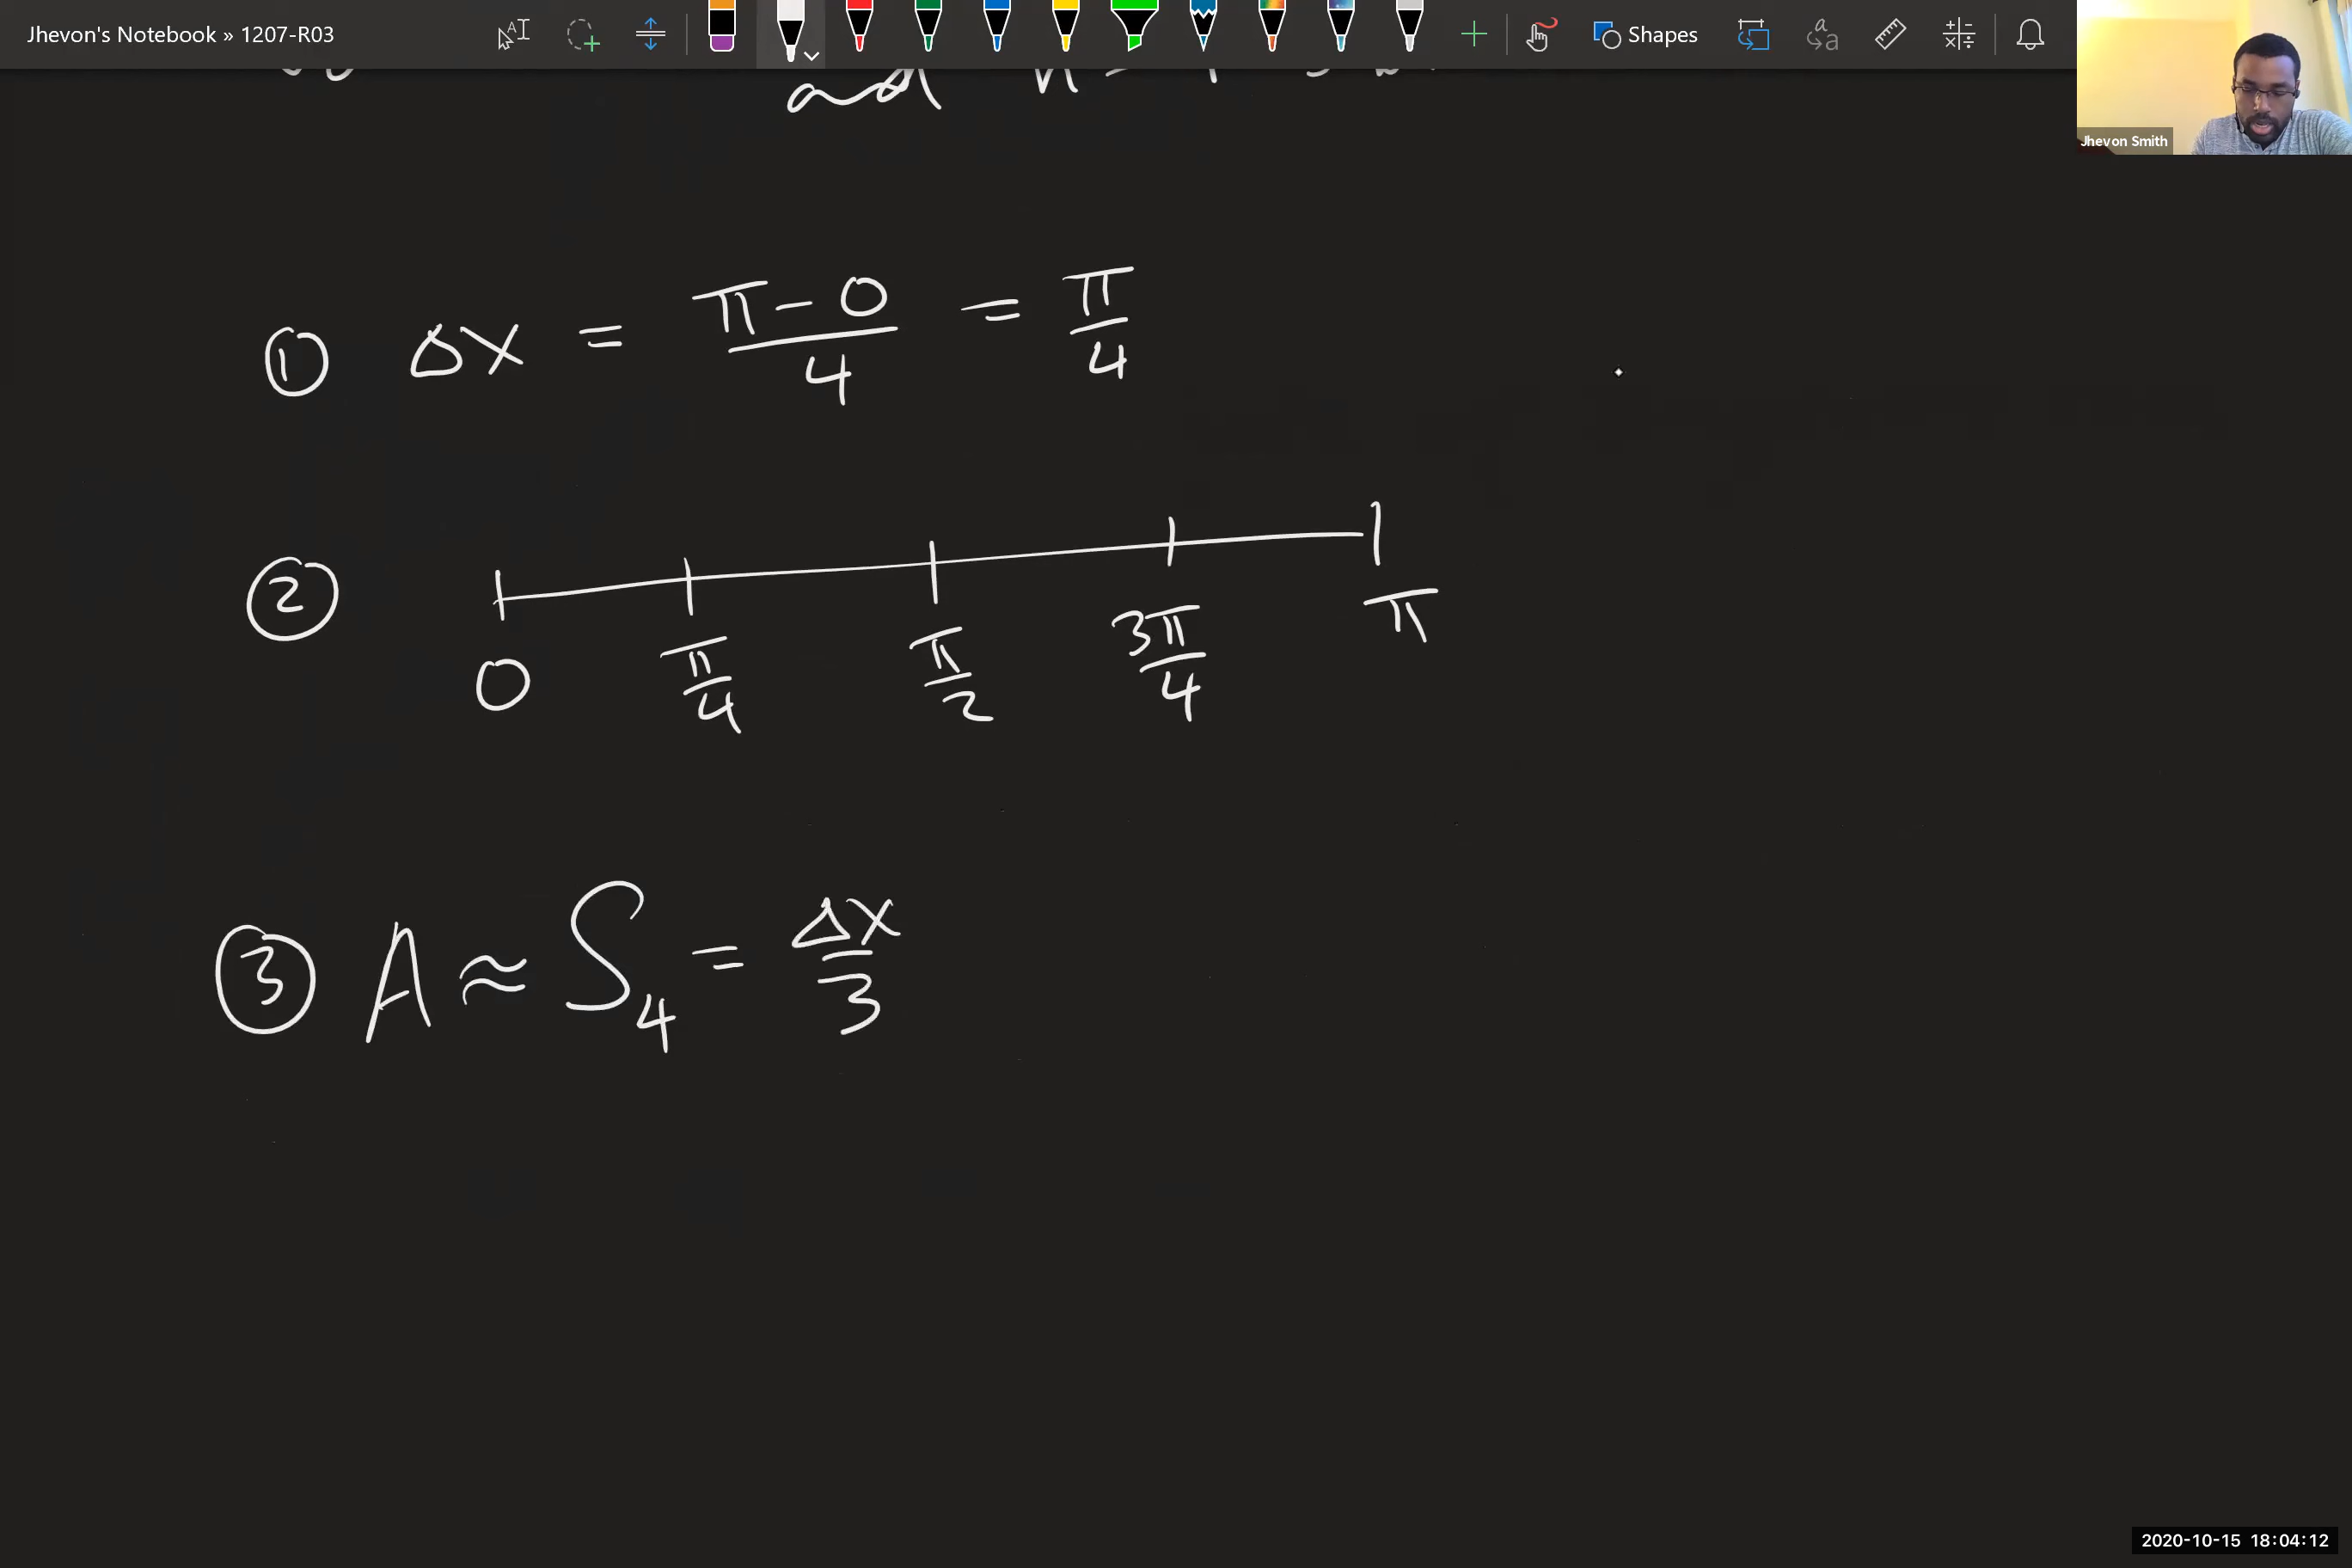 Jhevon's Notebook » 1207-R03
Shapes
Jhevon Smith
and n =
① Δx = (π - 0)/4 = π/4
②
0 π/4 π/2 3π/4 π
③ A ≈ S₄ = Δx/3
2020-10-15 18:04:12